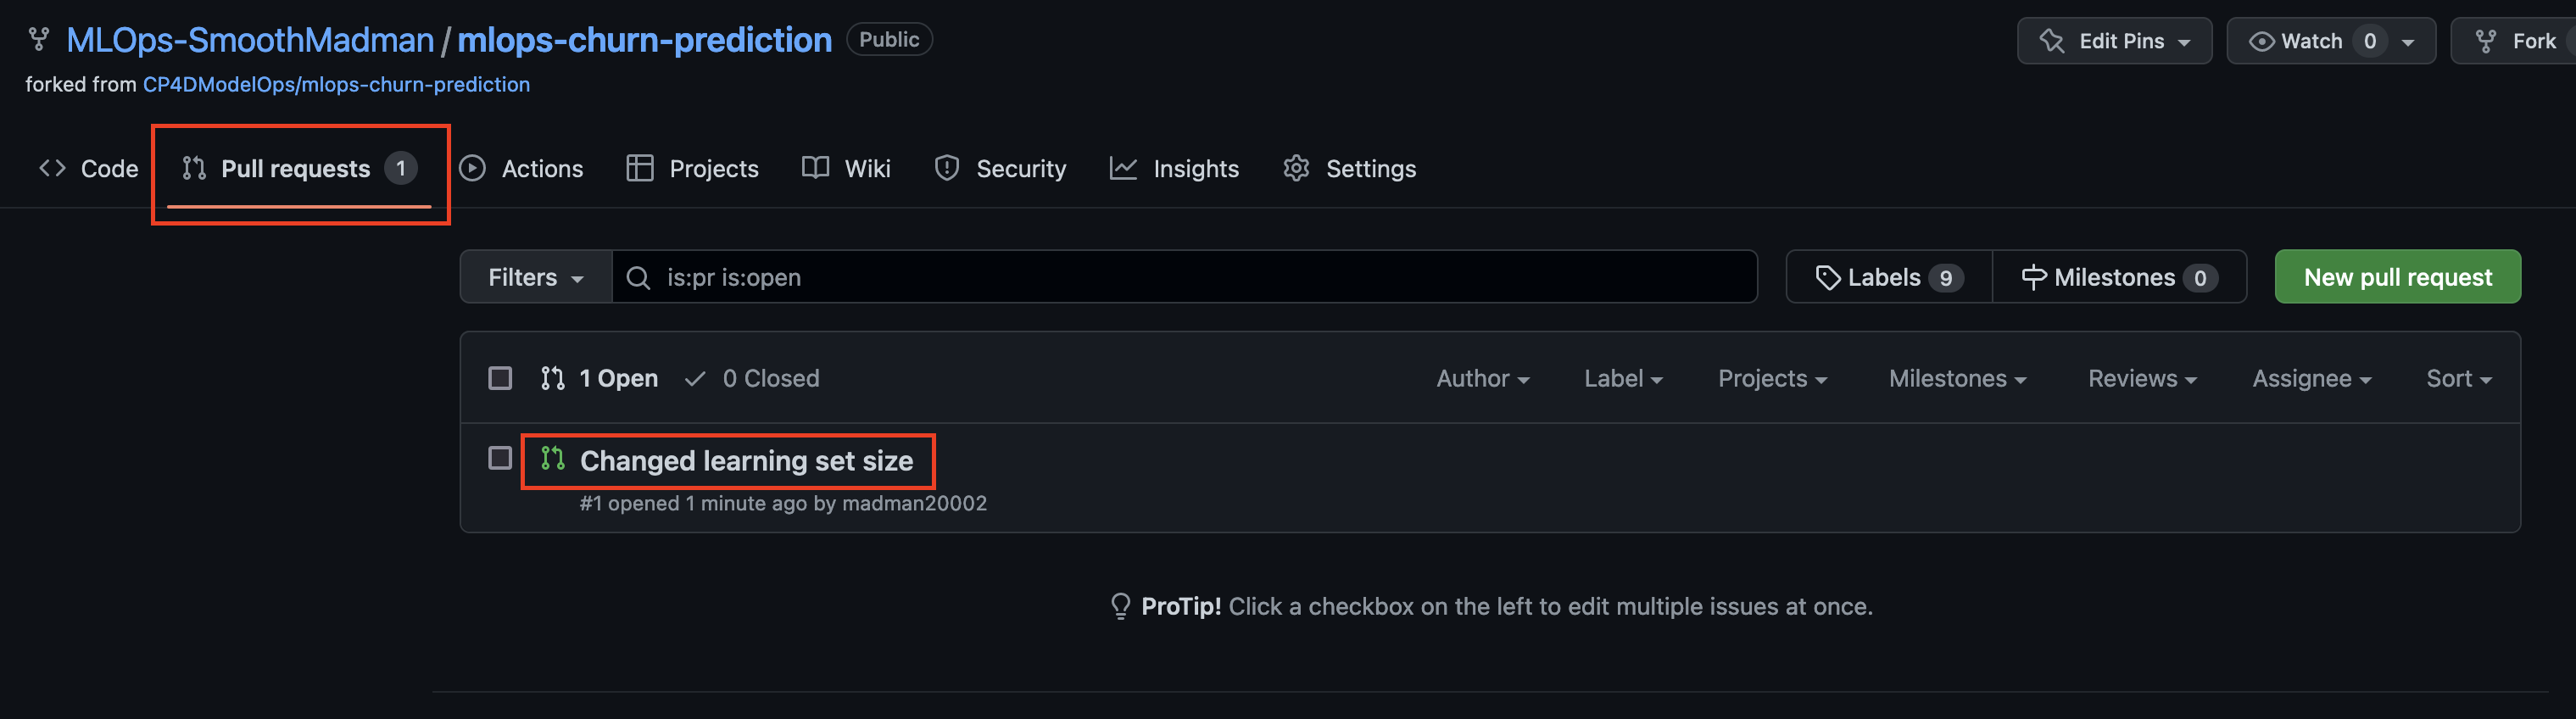 MLOps-SmoothMadman / mlops-churn-prediction Public
Edit Pins Watch 0 Fork
forked from CP4DModelOps/mlops-churn-prediction
Code Pull requests 1 Actions Projects Wiki Security Insights Settings
Filters is:pr is:open Labels 9 Milestones 0 New pull request
1 Open 0 Closed Author Label Projects Milestones Reviews Assignee Sort
Changed learning set size
#1 opened 1 minute ago by madman20002
ProTip! Click a checkbox on the left to edit multiple issues at once.